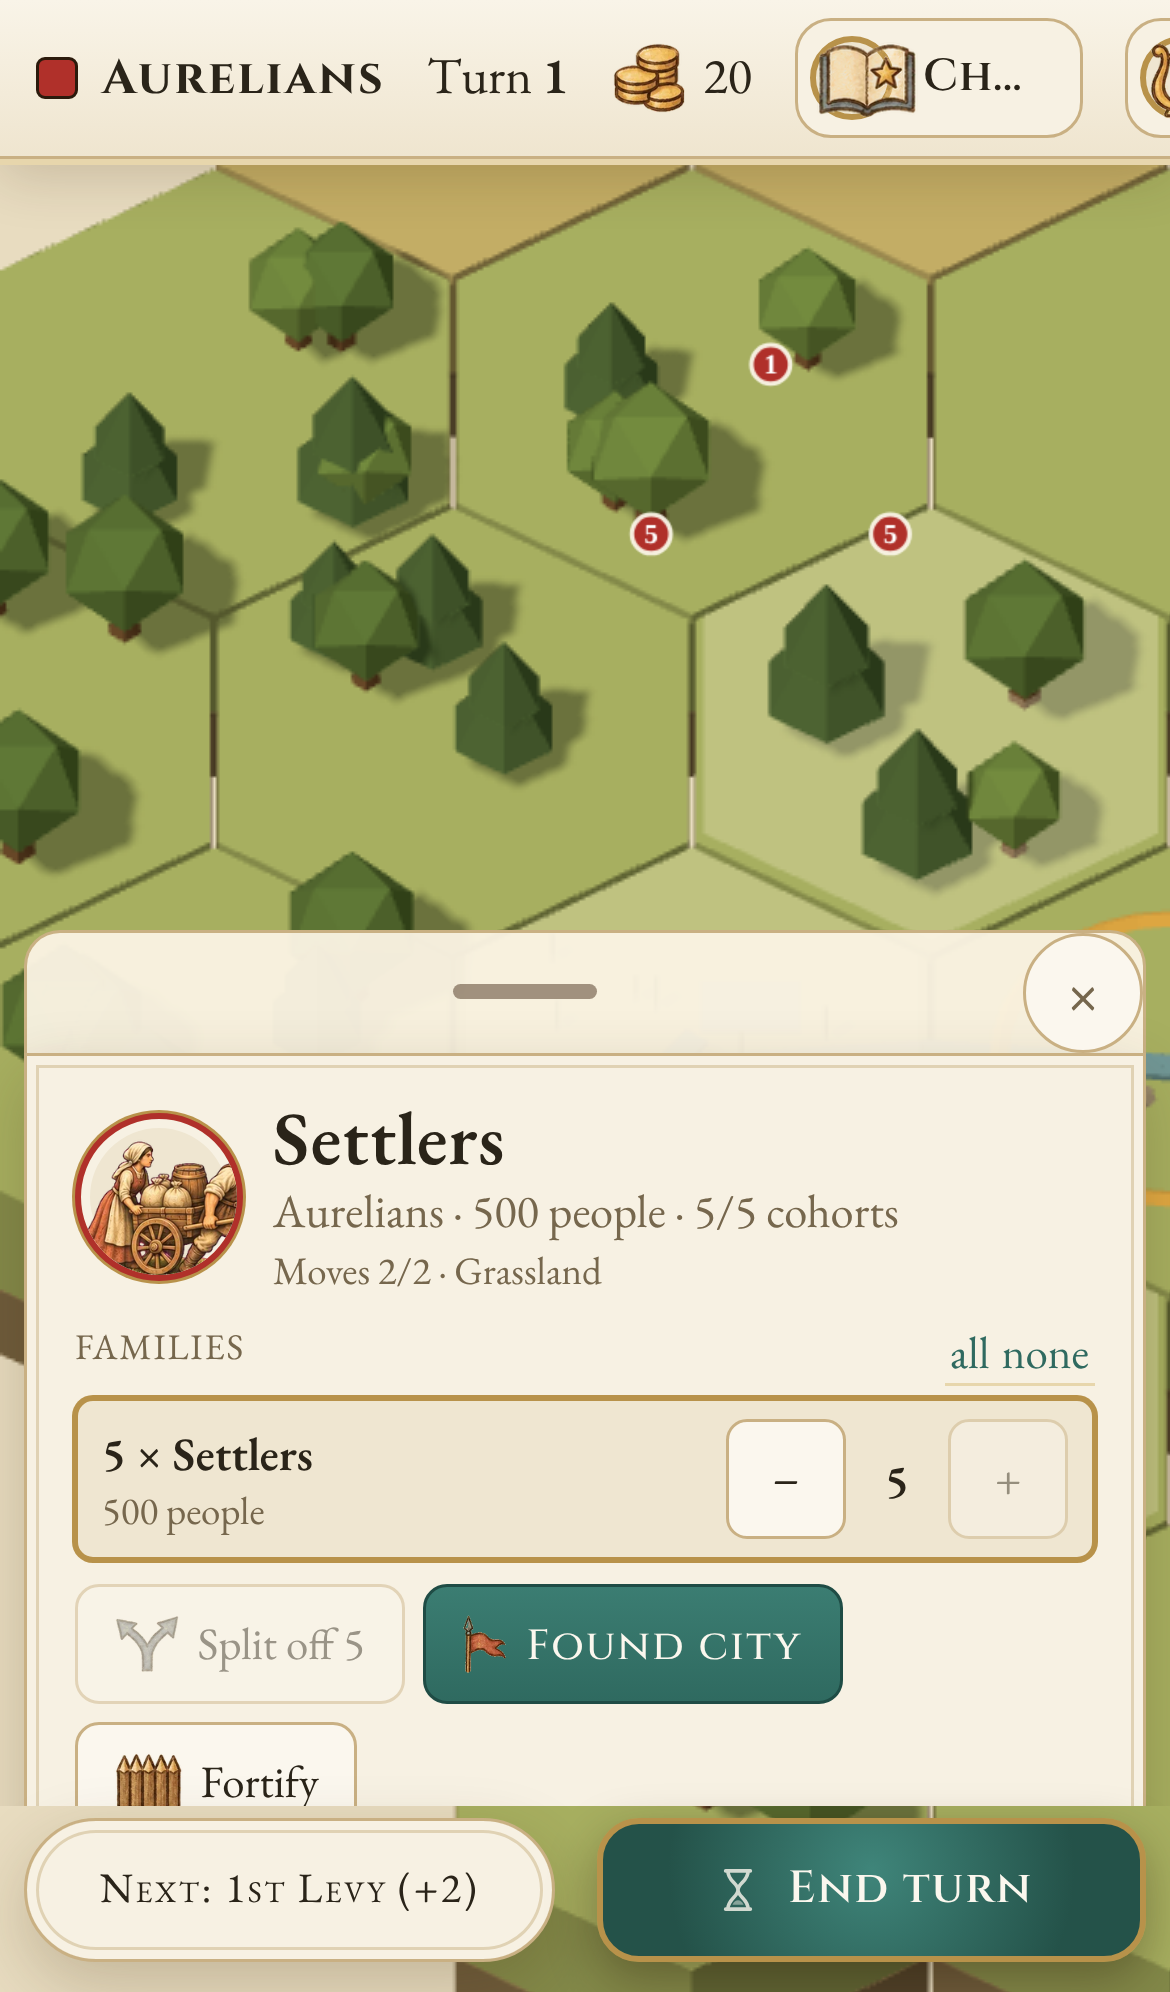 AURELIANS Turn 1 20 CH...
1
5 5
×
Settlers
Aurelians · 500 people · 5/5 cohorts
Moves 2/2 · Grassland
FAMILIES all none
5 × Settlers
500 people
− 5 +
Split off 5 FOUND CITY
Fortify
NEXT: 1ST LEVY (+2) END TURN